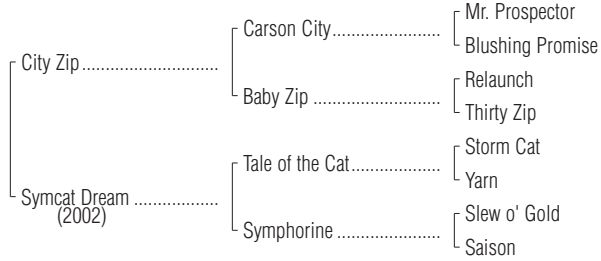 Mr. Prospector
Carson City..........................
Blushing Promise
City Zip.................................
Relaunch
Baby Zip ..............................
Thirty Zip
Storm Cat
Tale of the Cat......................
Yarn
Symcat Dream ....................
(2002)
Slew o' Gold
Symphorine .........................
Saison